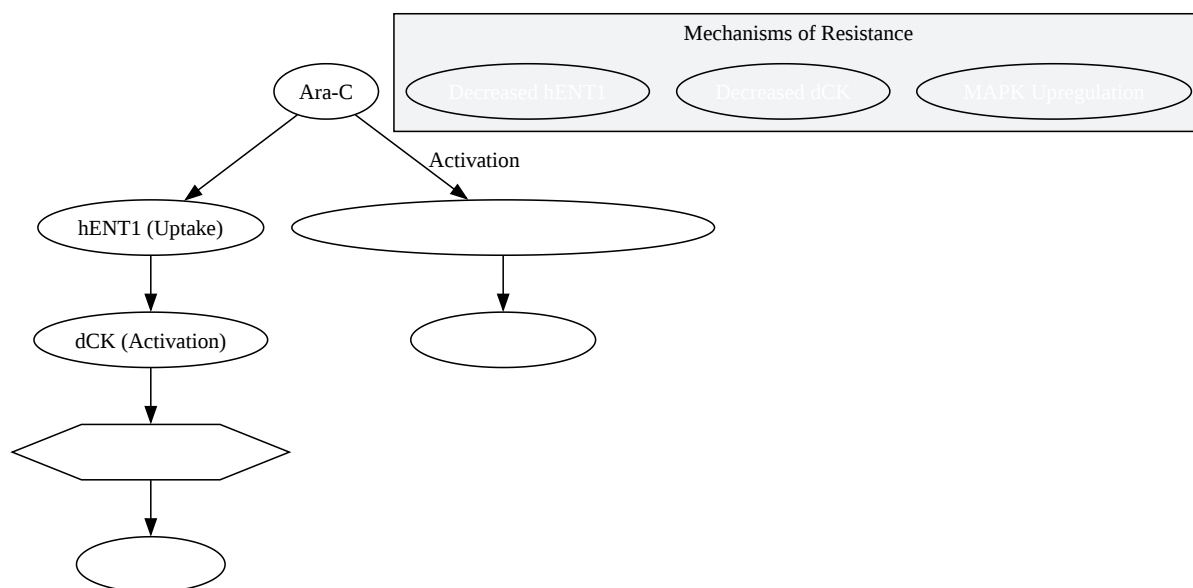 Mechanisms of Resistance
Ara-C
Decreased hENT1
Decreased dCK
MAPK Upregulation
Activation
hENT1 (Uptake)
dCK (Activation)